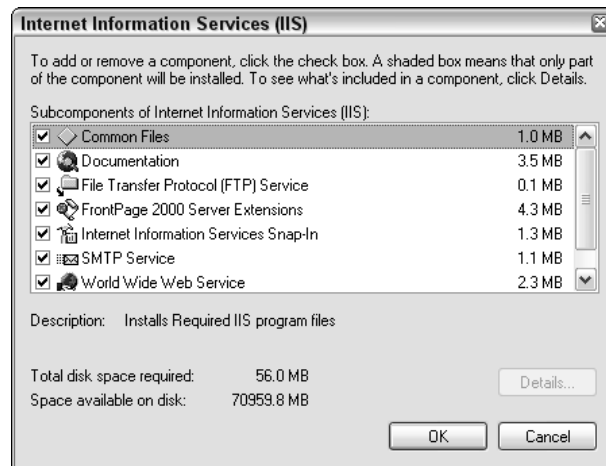 Internet Information Services (IIS)
To add or remove a component, click the check box. A shaded box means that only part
of the component will be installed. To see what's included in a component, click Details.
Subcomponents of Internet Information Services (IIS):
Common Files 1.0 MB
Documentation 3.5 MB
File Transfer Protocol (FTP) Service 0.1 MB
FrontPage 2000 Server Extensions 4.3 MB
Internet Information Services Snap-In 1.3 MB
SMTP Service 1.1 MB
World Wide Web Service 2.3 MB
Description: Installs Required IIS program files
Total disk space required: 56.0 MB
Space available on disk: 70959.8 MB
Details...
OK Cancel